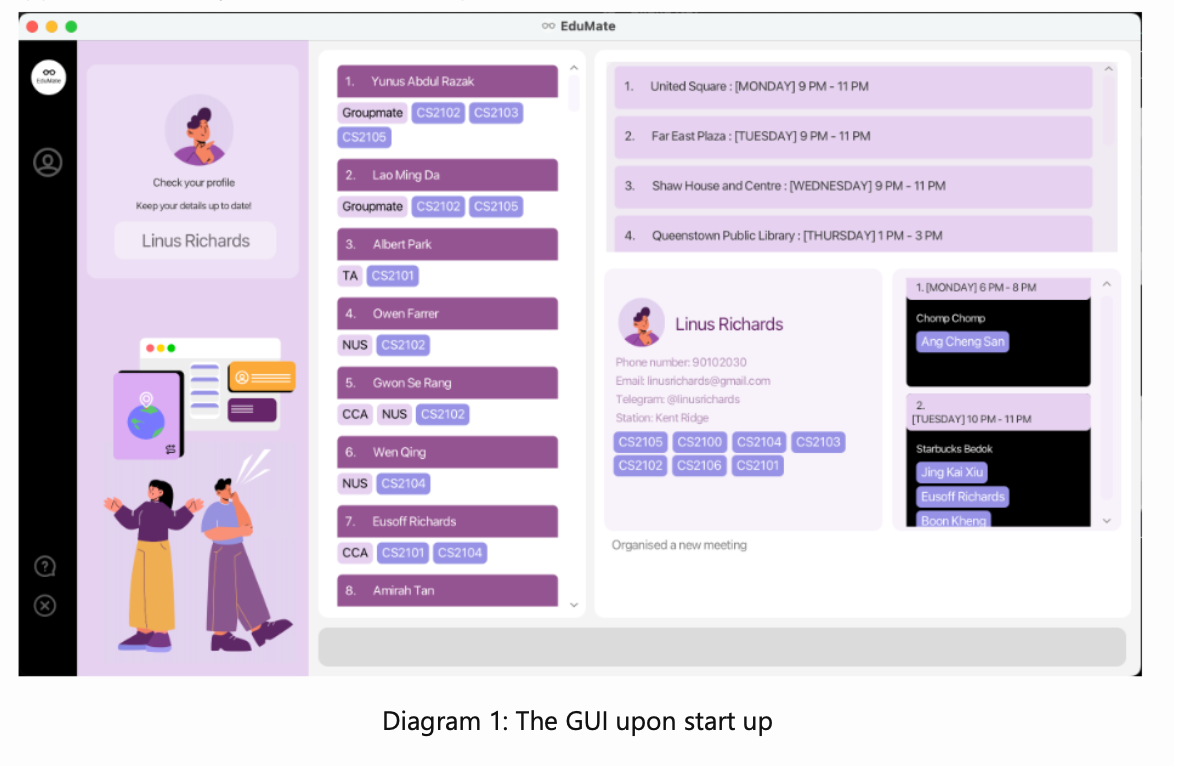 EduMate
EduMate
Check your profile
Keep your details up to date!
Linus Richards
1. Yunus Abdul Razak
Groupmate CS2102 CS2103
CS2105
2. Lao Ming Da
Groupmate CS2102 CS2105
3. Albert Park
TA CS2101
4. Owen Farrer
NUS CS2102
5. Gwon Se Rang
CCA NUS CS2102
6. Wen Qing
NUS CS2104
7. Eusoff Richards
CCA CS2101 CS2104
8. Amirah Tan
1. United Square : [MONDAY] 9 PM - 11 PM
2. Far East Plaza : [TUESDAY] 9 PM - 11 PM
3. Shaw House and Centre : [WEDNESDAY] 9 PM - 11 PM
4. Queenstown Public Library : [THURSDAY] 1 PM - 3 PM
Linus Richards
Phone number: 90102030
Email: linusrichards@gmail.com
Telegram: @linusrichards
Station: Kent Ridge
CS2105 CS2100 CS2104 CS2103
CS2102 CS2106 CS2101
1. [MONDAY] 6 PM - 8 PM
Chomp Chomp
Ang Cheng San
2.
[TUESDAY] 10 PM - 11 PM
Starbucks Bedok
Jing Kai Xiu
Eusoff Richards
Boon Kheng
Organised a new meeting
Diagram 1: The GUI upon start up